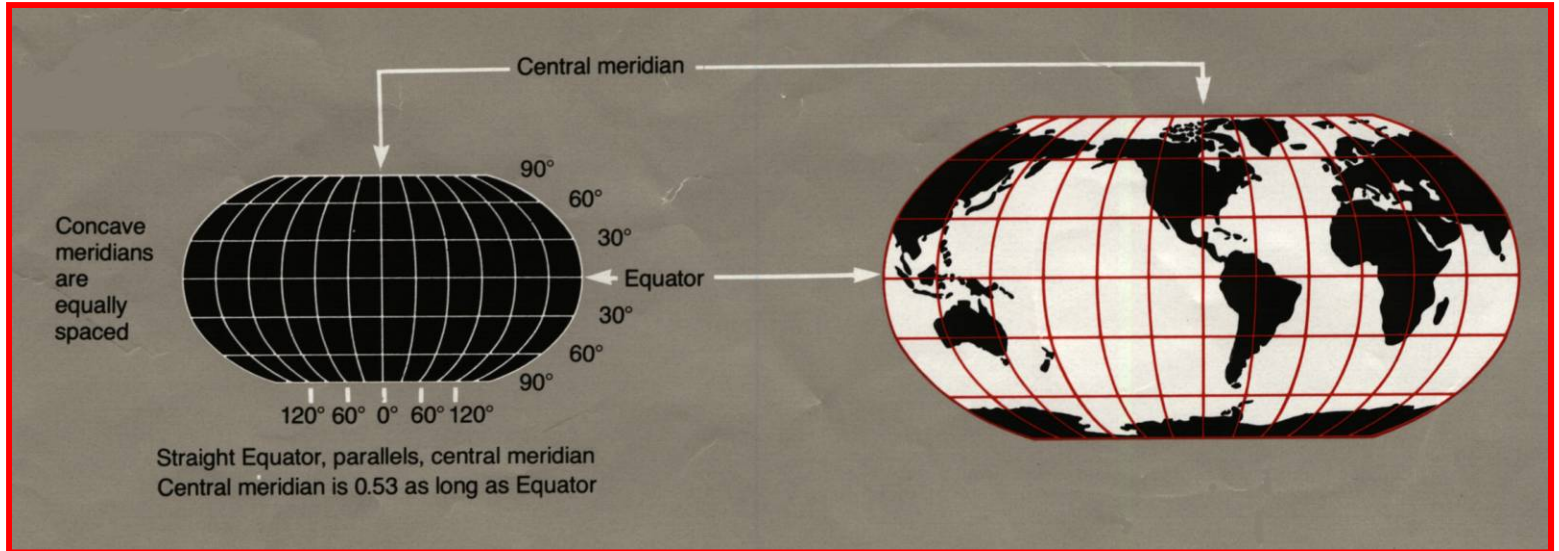 Central meridian
90°
60°
30°
Concave
meridians
are
equally
spaced
Equator
30°
60°
90°
120° 60° 0° 60° 120°
Straight Equator, parallels, central meridian
Central meridian is 0.53 as long as Equator